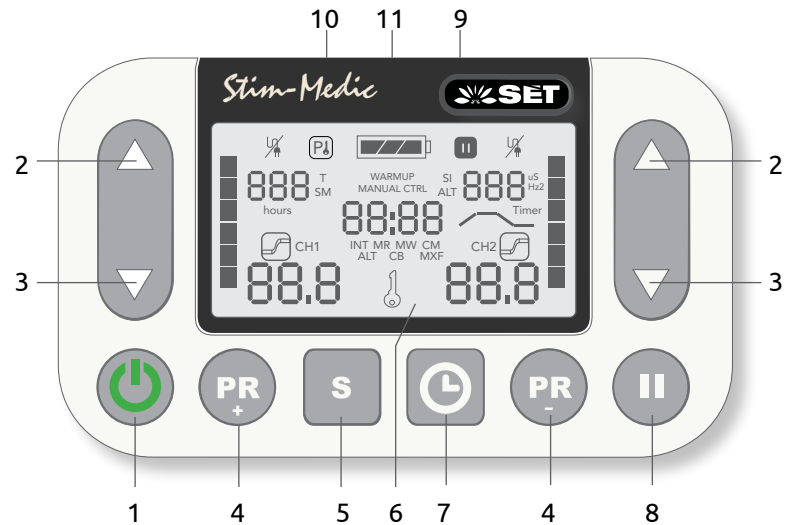 10 11 9
Stim-Medic SET
2 2
P
888 T SM WARMUP SI ALT 888 uS Hz2
MANUAL CTRL
hours 88:88 Timer
CH1 INT MR MW CM CH2
ALT CB MXF
3 3
88.8 88.8
PR + S PR -
1 4 5 6 7 4 8